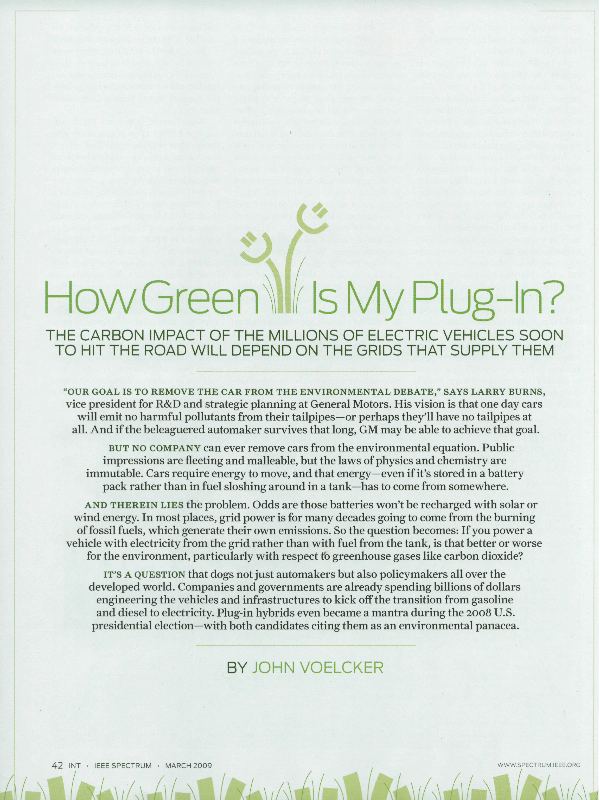 How Green Is My Plug-In?
THE CARBON IMPACT OF THE MILLIONS OF ELECTRIC VEHICLES SOON
TO HIT THE ROAD WILL DEPEND ON THE GRIDS THAT SUPPLY THEM
“OUR GOAL IS TO REMOVE THE CAR FROM THE ENVIRONMENTAL DEBATE,” SAYS LARRY BURNS,
vice president for R&D and strategic planning at General Motors. His vision is that one day cars
will emit no harmful pollutants from their tailpipes—or perhaps they’ll have no tailpipes at
all. And if the beleaguered automaker survives that long, GM may be able to achieve that goal.
BUT NO COMPANY can ever remove cars from the environmental equation. Public
impressions are fleeting and malleable, but the laws of physics and chemistry are
immutable. Cars require energy to move, and that energy—even if it’s stored in a battery
pack rather than in fuel sloshing around in a tank—has to come from somewhere.
AND THEREIN LIES the problem. Odds are those batteries won’t be recharged with solar or
wind energy. In most places, grid power is for many decades going to come from the burning
of fossil fuels, which generate their own emissions. So the question becomes: If you power a
vehicle with electricity from the grid rather than with fuel from the tank, is that better or worse
for the environment, particularly with respect to greenhouse gases like carbon dioxide?
IT’S A QUESTION that dogs not just automakers but also policymakers all over the
developed world. Companies and governments are already spending billions of dollars
engineering the vehicles and infrastructures to kick off the transition from gasoline
and diesel to electricity. Plug-in hybrids even became a mantra during the 2008 U.S.
presidential election—with both candidates citing them as an environmental panacea.
BY JOHN VOELCKER
42 INT · IEEE SPECTRUM · MARCH 2009
WWW.SPECTRUM.IEEE.ORG